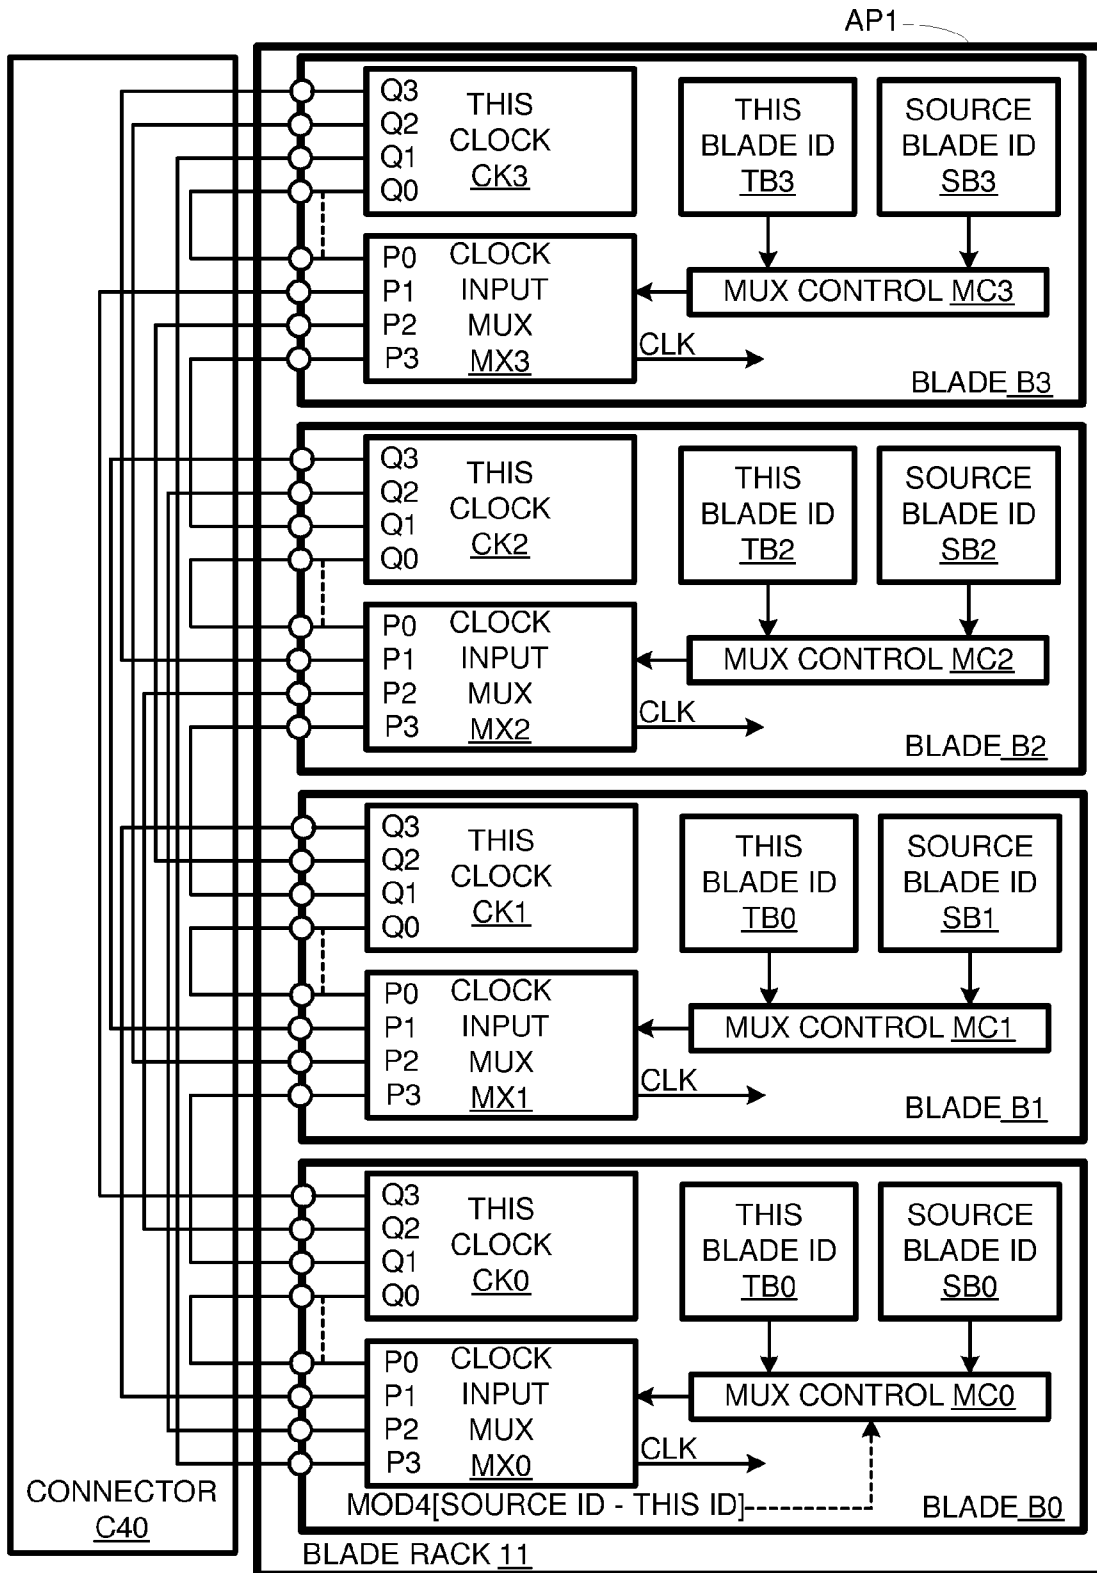 AP1
Q3
Q2
Q1
Q0
THIS
CLOCK
CK3
THIS
BLADE ID
TB3
SOURCE
BLADE ID
SB3
P0
P1
P2
P3
CLOCK
INPUT
MUX
MX3
MUX CONTROL MC3
CLK
BLADE B3
Q3
Q2
Q1
Q0
THIS
CLOCK
CK2
THIS
BLADE ID
TB2
SOURCE
BLADE ID
SB2
P0
P1
P2
P3
CLOCK
INPUT
MUX
MX2
MUX CONTROL MC2
CLK
BLADE B2
Q3
Q2
Q1
Q0
THIS
CLOCK
CK1
THIS
BLADE ID
TB0
SOURCE
BLADE ID
SB1
P0
P1
P2
P3
CLOCK
INPUT
MUX
MX1
MUX CONTROL MC1
CLK
BLADE B1
Q3
Q2
Q1
Q0
THIS
CLOCK
CK0
THIS
BLADE ID
TB0
SOURCE
BLADE ID
SB0
P0
P1
P2
P3
CLOCK
INPUT
MUX
MX0
MUX CONTROL MC0
CLK
MOD4[SOURCE ID - THIS ID]
BLADE B0
CONNECTOR
C40
BLADE RACK 11